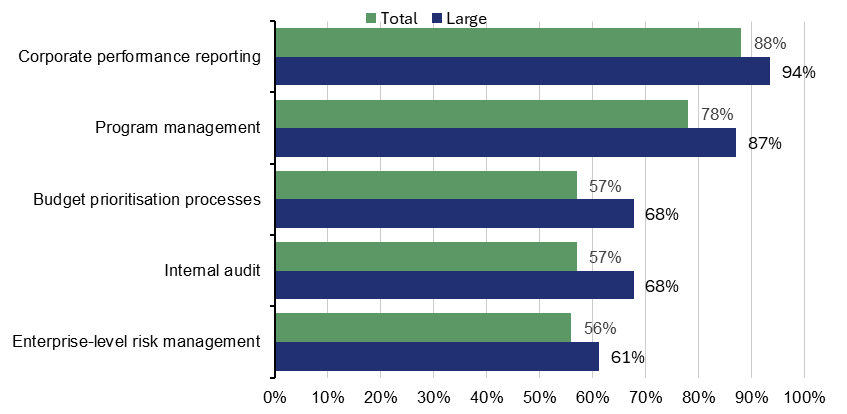 Total Large
Corporate performance reporting 88%
94%
Program management 78%
87%
Budget prioritisation processes 57%
68%
Internal audit 57%
68%
Enterprise-level risk management 56%
61%
0% 10% 20% 30% 40% 50% 60% 70% 80% 90% 100%